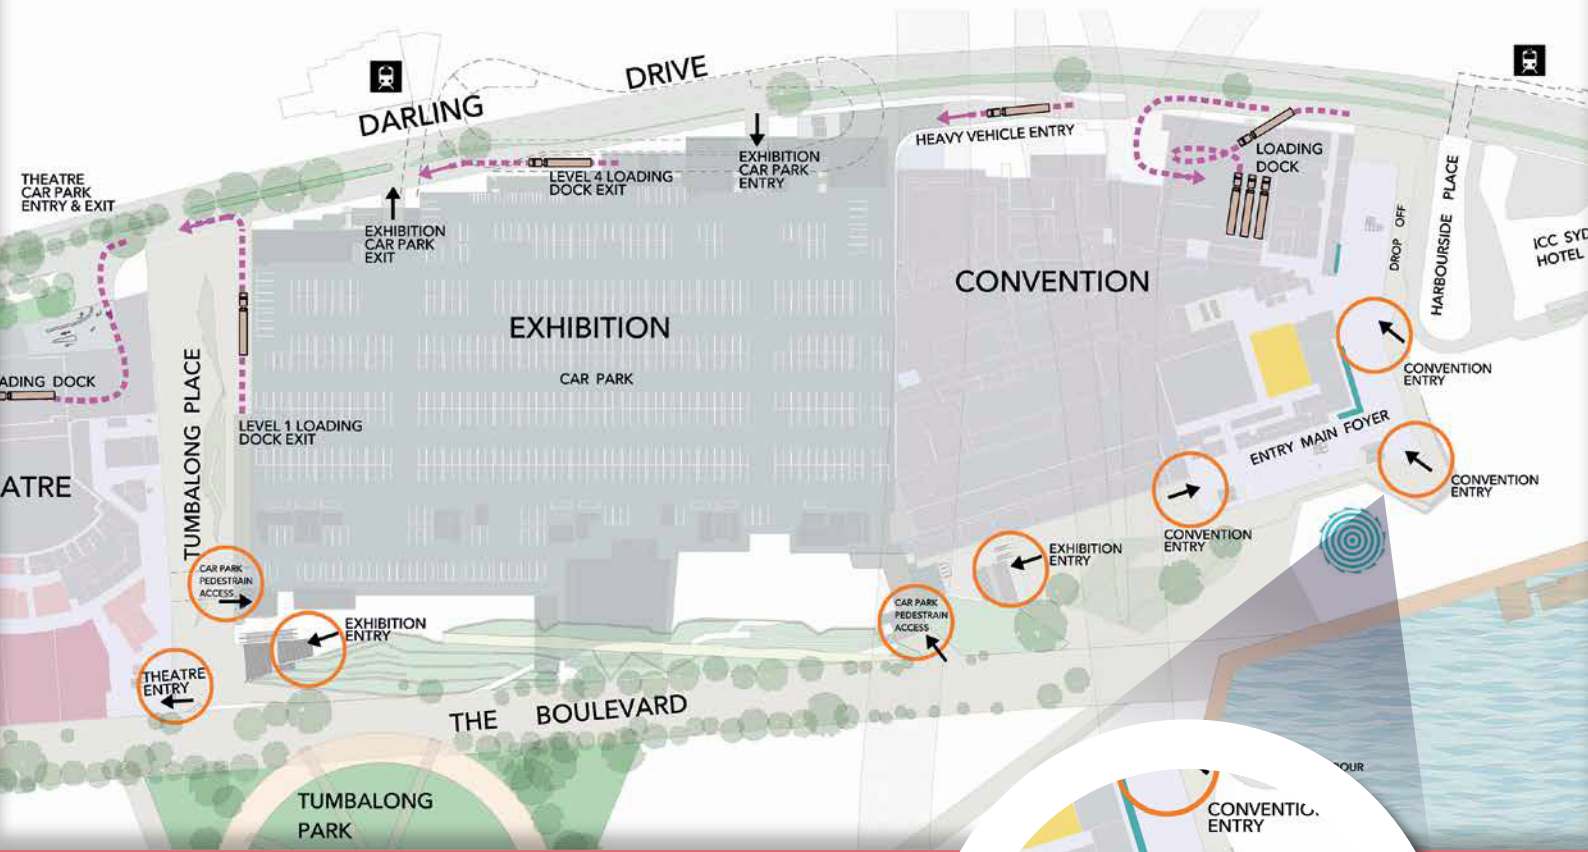 DARLING DRIVE
THEATRE
CAR PARK
ENTRY & EXIT
EXHIBITION
CAR PARK
EXIT
LEVEL 4 LOADING
DOCK EXIT
EXHIBITION
CAR PARK
ENTRY
HEAVY VEHICLE ENTRY
LOADING
DOCK
DROP OFF
HARBOURSIDE PLACE
ICC SYD
HOTEL
EXHIBITION
CAR PARK
CONVENTION
ADING DOCK
TUMBALONG PLACE
LEVEL 1 LOADING
DOCK EXIT
ATRE
CONVENTION
ENTRY
ENTRY MAIN FOYER
CONVENTION
ENTRY
CONVENTION
ENTRY
EXHIBITION
ENTRY
CAR PARK
PEDESTRAIN
ACCESS
CAR PARK
PEDESTRAIN
ACCESS
EXHIBITION
ENTRY
THEATRE
ENTRY
THE BOULEVARD
TUMBALONG
PARK
OUR
CONVENTIO
ENTRY